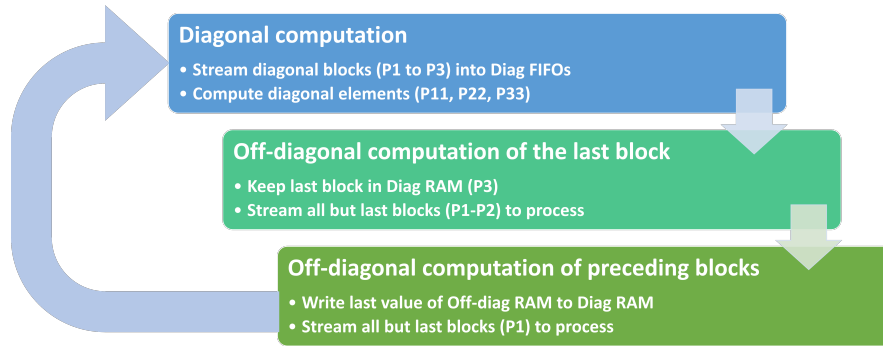 Diagonal computation
• Stream diagonal blocks (P1 to P3) into Diag FIFOs
• Compute diagonal elements (P11, P22, P33)
Off-diagonal computation of the last block
• Keep last block in Diag RAM (P3)
• Stream all but last blocks (P1-P2) to process
Off-diagonal computation of preceding blocks
• Write last value of Off-diag RAM to Diag RAM
• Stream all but last blocks (P1) to process